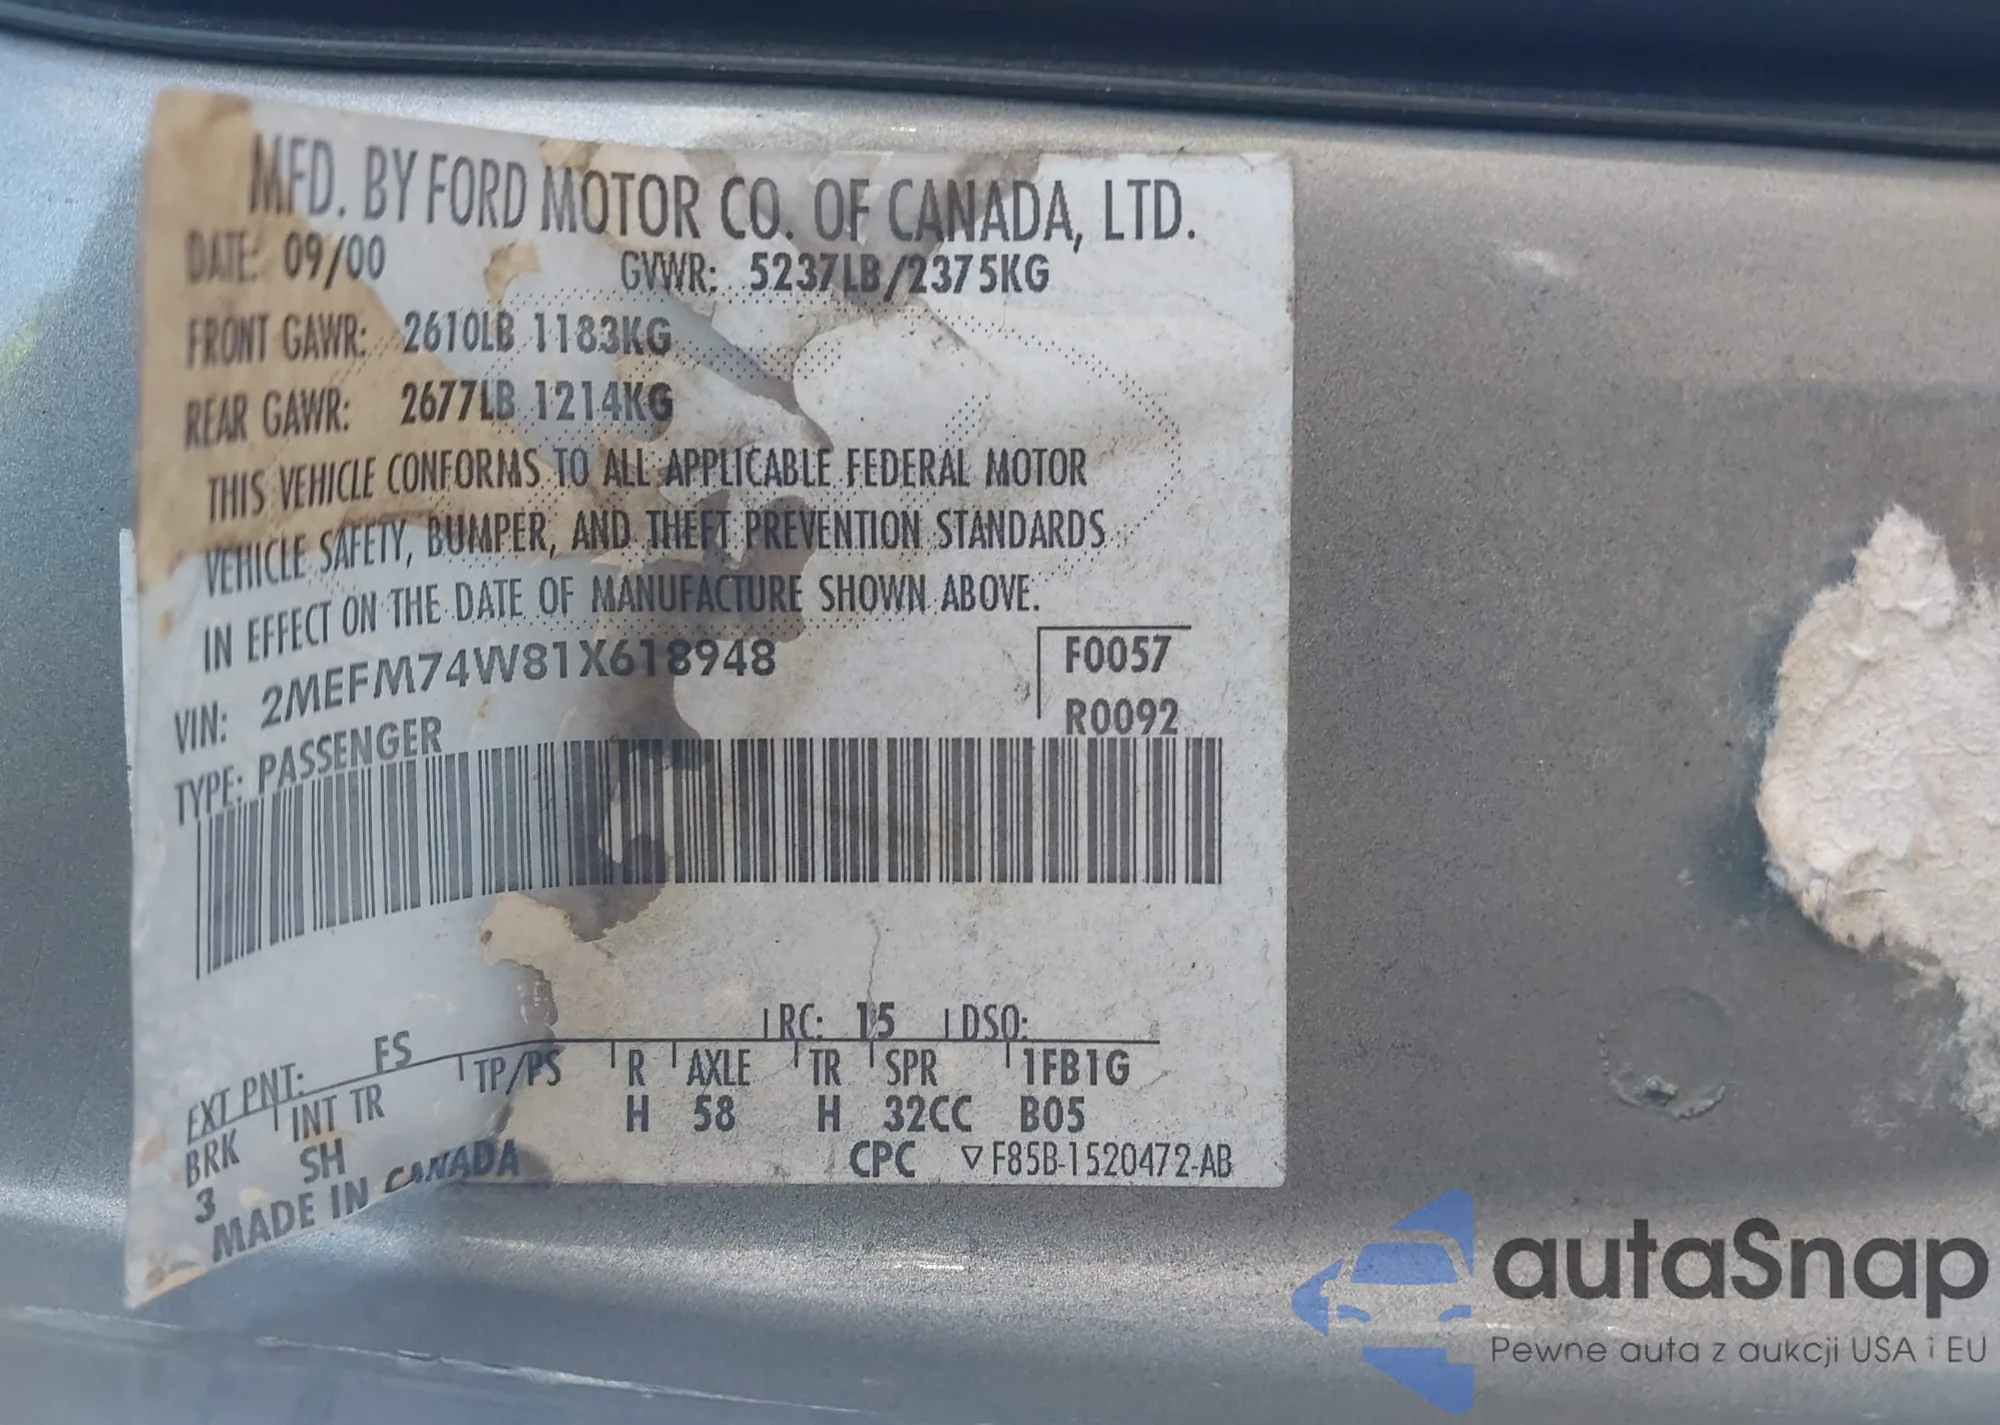 MFD. BY FORD MOTOR CO. OF CANADA, LTD.
DATE: 09/00 GVWR: 5237LB/2375KG
FRONT GAWR: 2610LB 1183KG
REAR GAWR: 2677LB 1214KG
THIS VEHICLE CONFORMS TO ALL APPLICABLE FEDERAL MOTOR
VEHICLE SAFETY, BUMPER, AND THEFT PREVENTION STANDARDS
IN EFFECT ON THE DATE OF MANUFACTURE SHOWN ABOVE.
VIN: 2MEFM74W81X618948 F0057
TYPE: PASSENGER R0092
EXT PNT: FS RC: 15 DSO:
BRK INT TR TP/PS R AXLE TR SPR 1FB1G
3 SH H 58 H 32CC B05
MADE IN CANADA CPC ▽ F85B-1520472-AB
autaSnap
Pewne auta z aukcji USA i EU